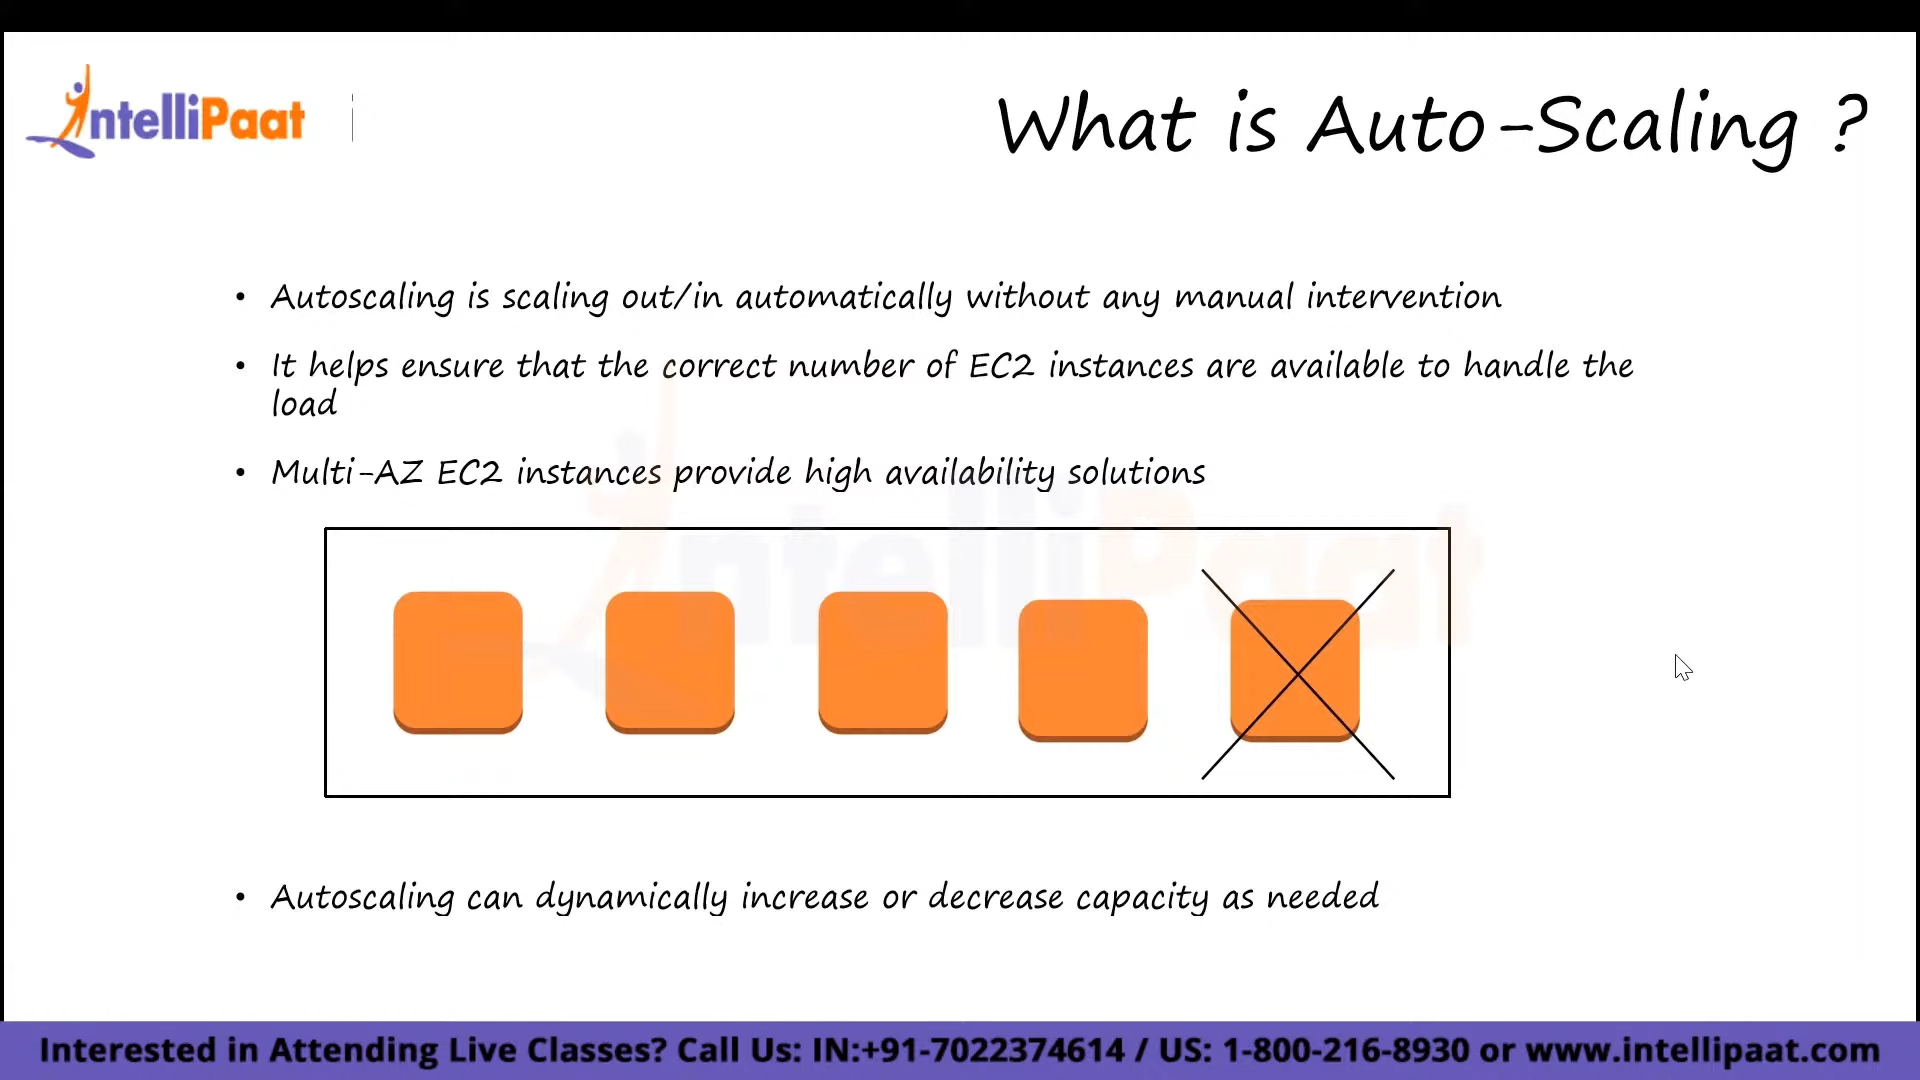 IntelliPaat
What is Auto-Scaling ?
• Autoscaling is scaling out/in automatically without any manual intervention
• It helps ensure that the correct number of EC2 instances are available to handle the
load
• Multi-AZ EC2 instances provide high availability solutions
IntelliPaat
• Autoscaling can dynamically increase or decrease capacity as needed
Interested in Attending Live Classes? Call Us: IN:+91-7022374614 / US: 1-800-216-8930 or www.intellipaat.com